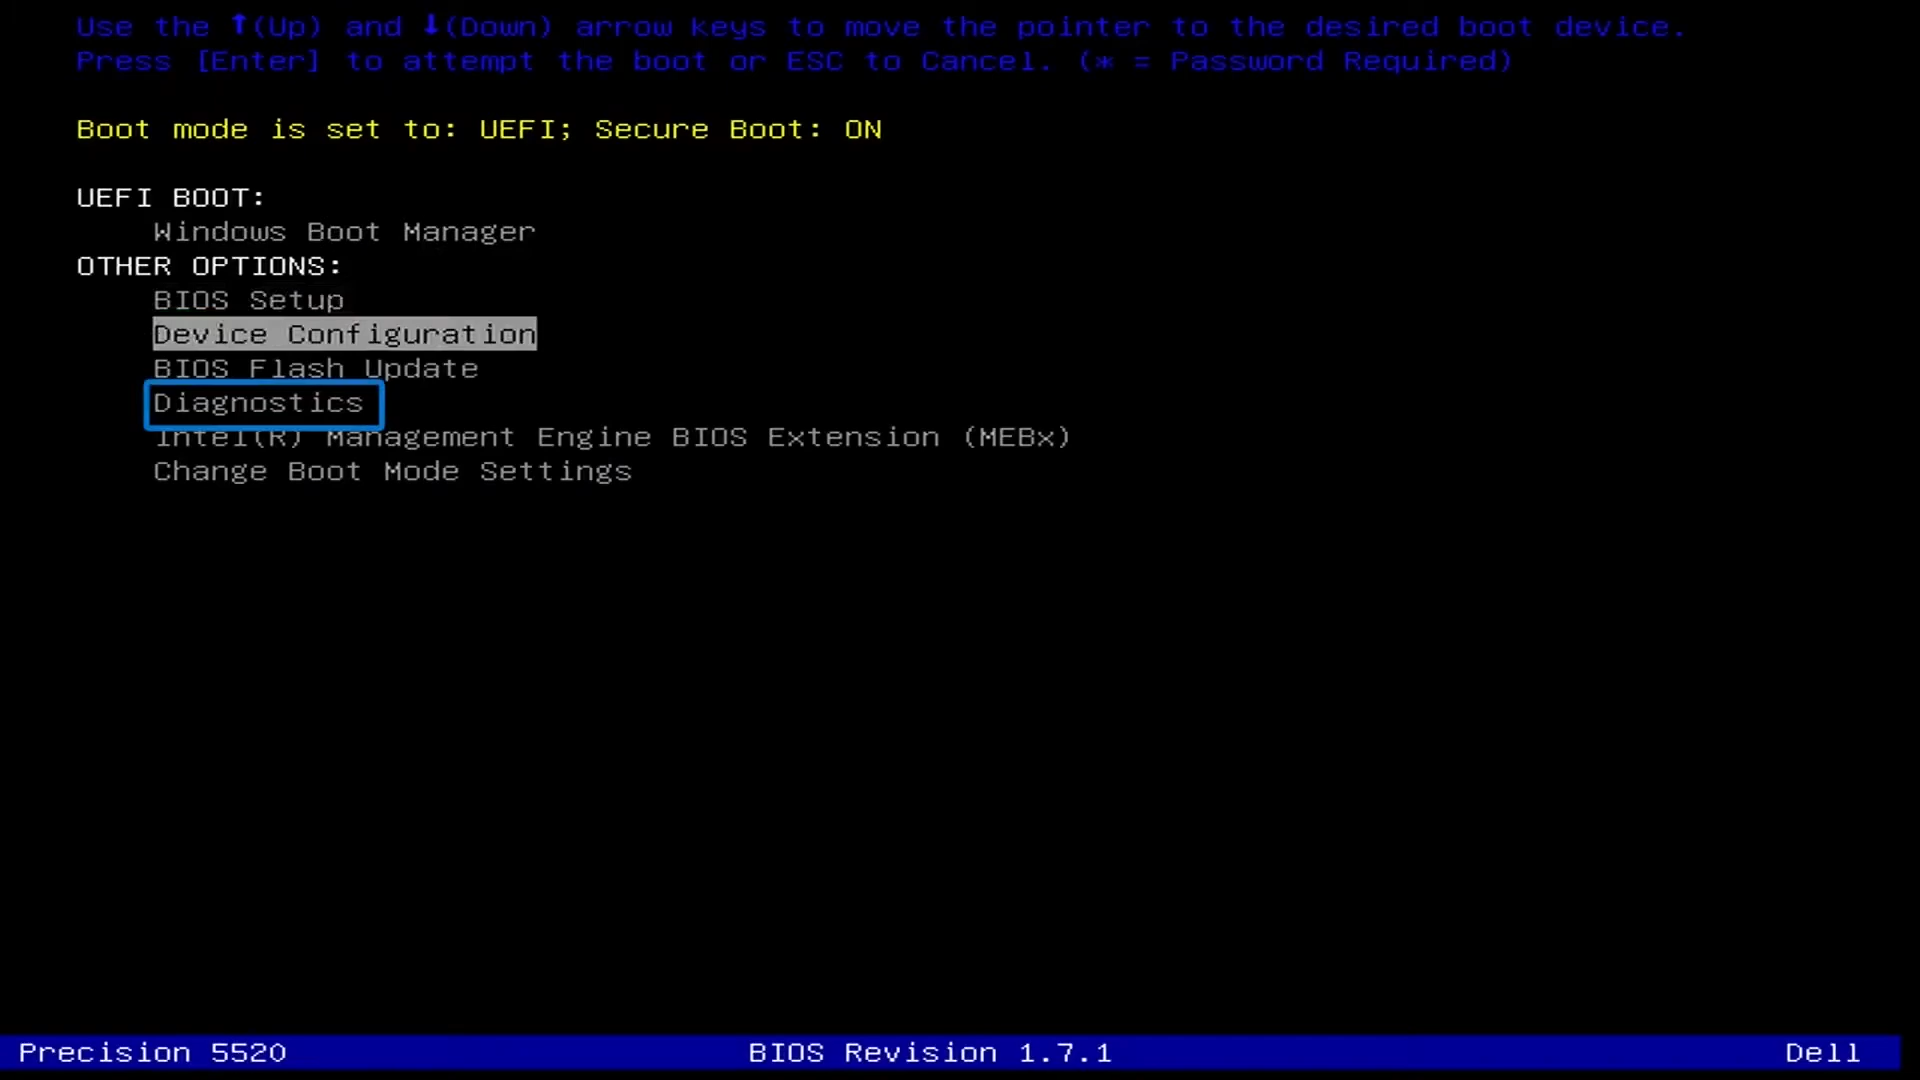 Use the ↑(Up) and ↓(Down) arrow keys to move the pointer to the desired boot device.
Press [Enter] to attempt the boot or ESC to Cancel. (* = Password Required)
Boot mode is set to: UEFI; Secure Boot: ON
UEFI BOOT:
Windows Boot Manager
OTHER OPTIONS:
BIOS Setup
Device Configuration
BIOS Flash Update
Diagnostics
Intel(R) Management Engine BIOS Extension (MEBx)
Change Boot Mode Settings
Precision 5520 BIOS Revision 1.7.1 Dell